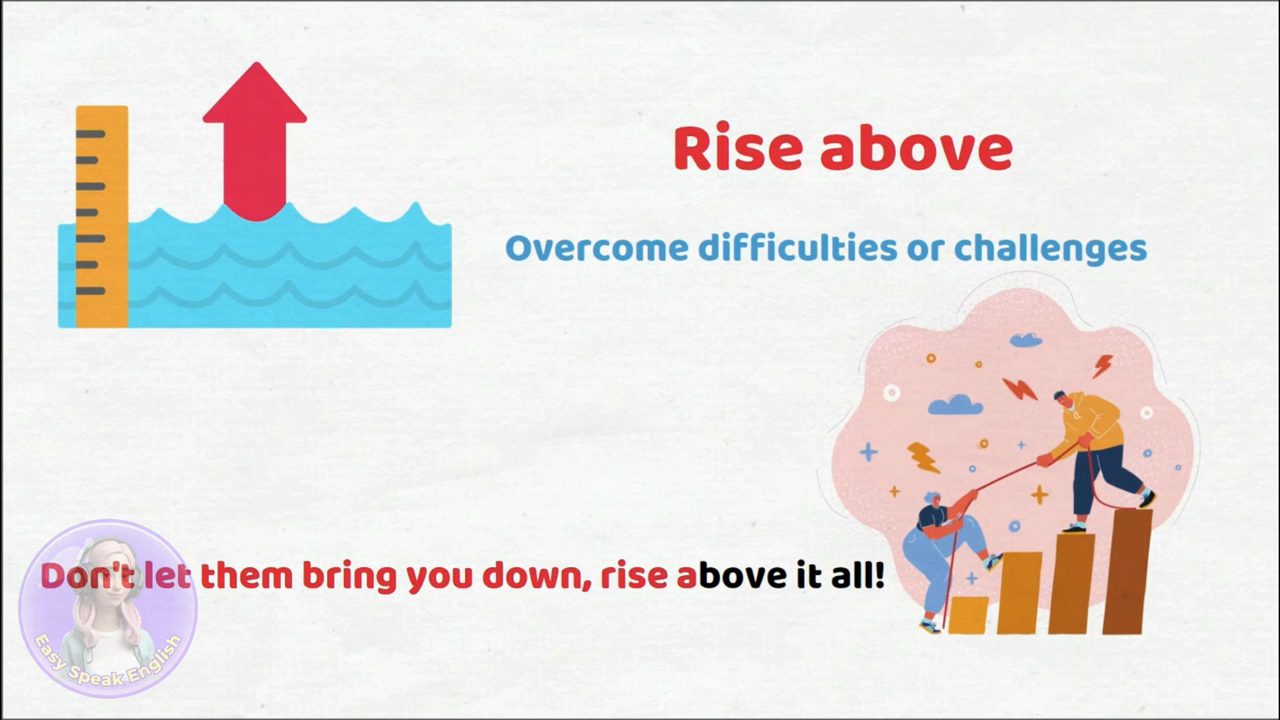 Rise above
Overcome difficulties or challenges
Don't let them bring you down, rise above it all!
Easy Speak English